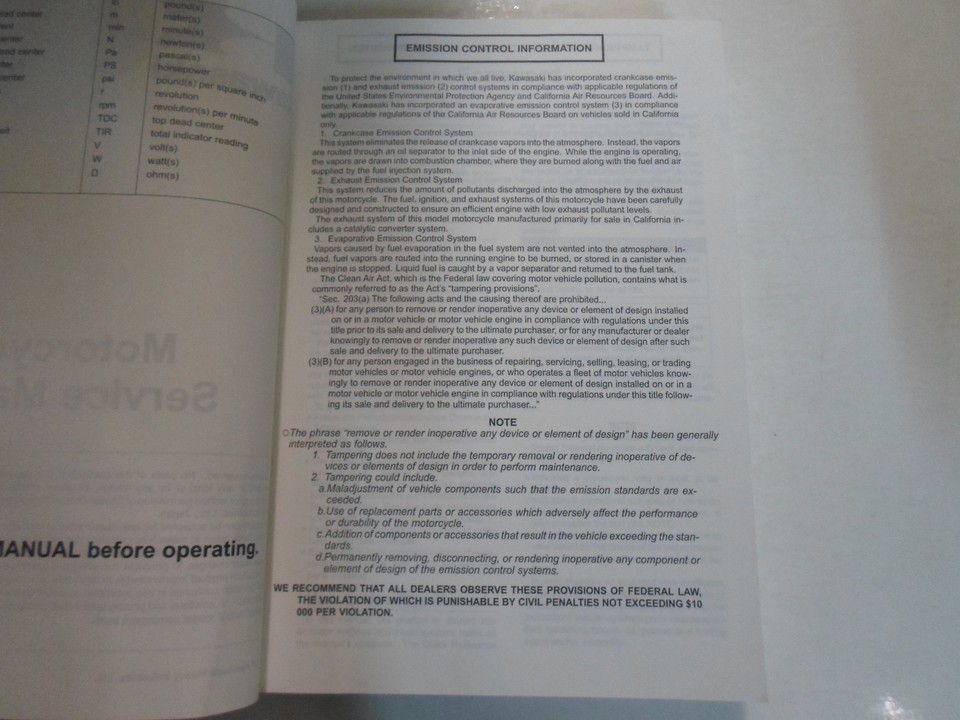 pound(s)
m meter(s)
min minute(s)
N newton(s)
Pa pascal(s)
PS horsepower
psi pound(s) per square inch
r revolution
rpm revolution(s) per minute
TDC top dead center
TIR total indicator reading
V volt(s)
W watt(s)
Ω ohm(s)
MANUAL before operating.
EMISSION CONTROL INFORMATION
To protect the environment in which we all live, Kawasaki has incorporated crankcase emis-
sion (1) and exhaust emission (2) control systems in compliance with applicable regulations of
the United States Environmental Protection Agency and California Air Resources Board. Addi-
tionally, Kawasaki has incorporated an evaporative emission control system (3) in compliance
with applicable regulations of the California Air Resources Board on vehicles sold in California
only.
1. Crankcase Emission Control System
This system eliminates the release of crankcase vapors into the atmosphere. Instead, the vapors
are routed through an oil separator to the inlet side of the engine. While the engine is operating,
the vapors are drawn into combustion chamber, where they are burned along with the fuel and air
supplied by the fuel injection system.
2. Exhaust Emission Control System
This system reduces the amount of pollutants discharged into the atmosphere by the exhaust
of this motorcycle. The fuel, ignition, and exhaust systems of this motorcycle have been carefully
designed and constructed to ensure an efficient engine with low exhaust pollutant levels.
The exhaust system of this model motorcycle manufactured primarily for sale in California in-
cludes a catalytic converter system.
3. Evaporative Emission Control System
Vapors caused by fuel evaporation in the fuel system are not vented into the atmosphere. In-
stead, fuel vapors are routed into the running engine to be burned, or stored in a canister when
the engine is stopped. Liquid fuel is caught by a vapor separator and returned to the fuel tank.
The Clean Air Act, which is the Federal law covering motor vehicle pollution, contains what is
commonly referred to as the Act's "tampering provisions".
"Sec. 203(a) The following acts and the causing thereof are prohibited...
(3)(A) for any person to remove or render inoperative any device or element of design installed
on or in a motor vehicle or motor vehicle engine in compliance with regulations under this
title prior to its sale and delivery to the ultimate purchaser, or for any manufacturer or dealer
knowingly to remove or render inoperative any such device or element of design after such
sale and delivery to the ultimate purchaser.
(3)(B) for any person engaged in the business of repairing, servicing, selling, leasing, or trading
motor vehicles or motor vehicle engines, or who operates a fleet of motor vehicles know-
ingly to remove or render inoperative any device or element of design installed on or in a
motor vehicle or motor vehicle engine in compliance with regulations under this title follow-
ing its sale and delivery to the ultimate purchaser..."
NOTE
○The phrase "remove or render inoperative any device or element of design" has been generally
interpreted as follows.
1. Tampering does not include the temporary removal or rendering inoperative of de-
vices or elements of design in order to perform maintenance.
2. Tampering could include.
a.Maladjustment of vehicle components such that the emission standards are ex-
ceeded.
b.Use of replacement parts or accessories which adversely affect the performance
or durability of the motorcycle.
c.Addition of components or accessories that result in the vehicle exceeding the stan-
dards.
d.Permanently removing, disconnecting, or rendering inoperative any component or
element of design of the emission control systems.
WE RECOMMEND THAT ALL DEALERS OBSERVE THESE PROVISIONS OF FEDERAL LAW,
THE VIOLATION OF WHICH IS PUNISHABLE BY CIVIL PENALTIES NOT EXCEEDING $10
000 PER VIOLATION.